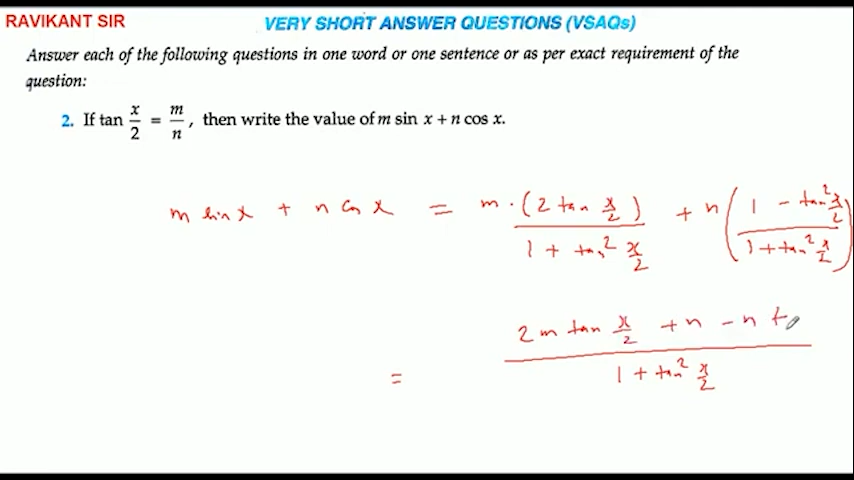 RAVIKANT SIR
VERY SHORT ANSWER QUESTIONS (VSAQs)
Answer each of the following questions in one word or one sentence or as per exact requirement of the
question:
2. If tan x/2 = m/n, then write the value of m sin x + n cos x.
m sin x + n cos x = m · (2 tan x/2) / (1 + tan² x/2) + n ((1 - tan² x/2) / (1 + tan² x/2))
= (2 m tan x/2 + n - n t) / (1 + tan² x/2)